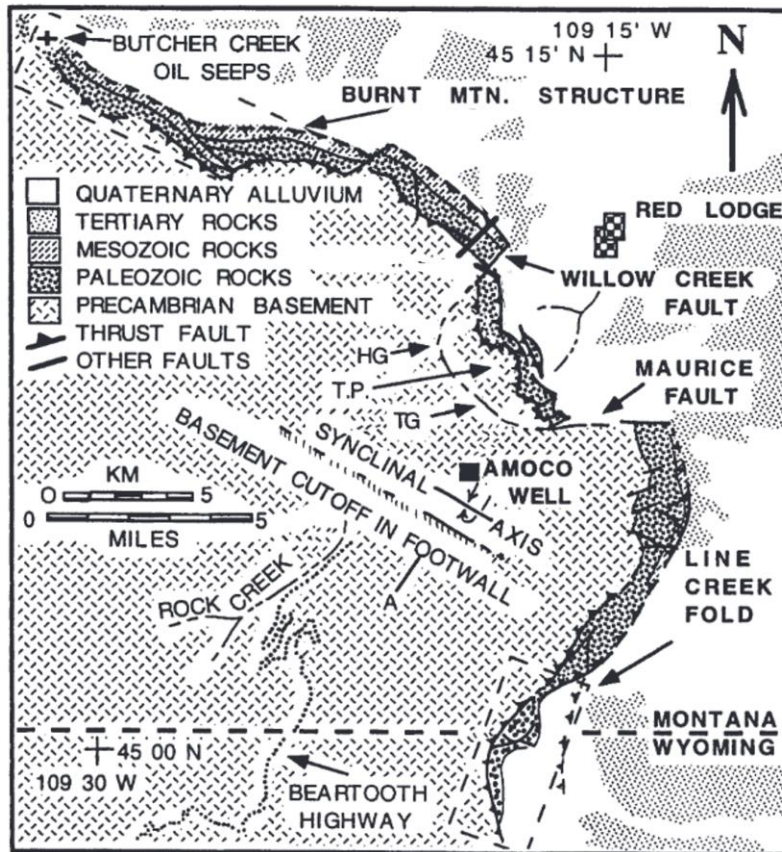 BUTCHER CREEK
OIL SEEPS
109 15' W
45 15' N
N
BURNT MTN. STRUCTURE
QUATERNARY ALLUVIUM
TERTIARY ROCKS
MESOZOIC ROCKS
PALEOZOIC ROCKS
PRECAMBRIAN BASEMENT
THRUST FAULT
OTHER FAULTS
RED LODGE
WILLOW CREEK
FAULT
HG
T.P
TG
MAURICE
FAULT
SYNCLINAL
AXIS
BASEMENT CUTOFF IN FOOTWALL
AMOCO
WELL
KM
0 5
0 5
MILES
A
ROCK CREEK
LINE
CREEK
FOLD
MONTANA
WYOMING
45 00 N
109 30 W
BEARTOOTH
HIGHWAY